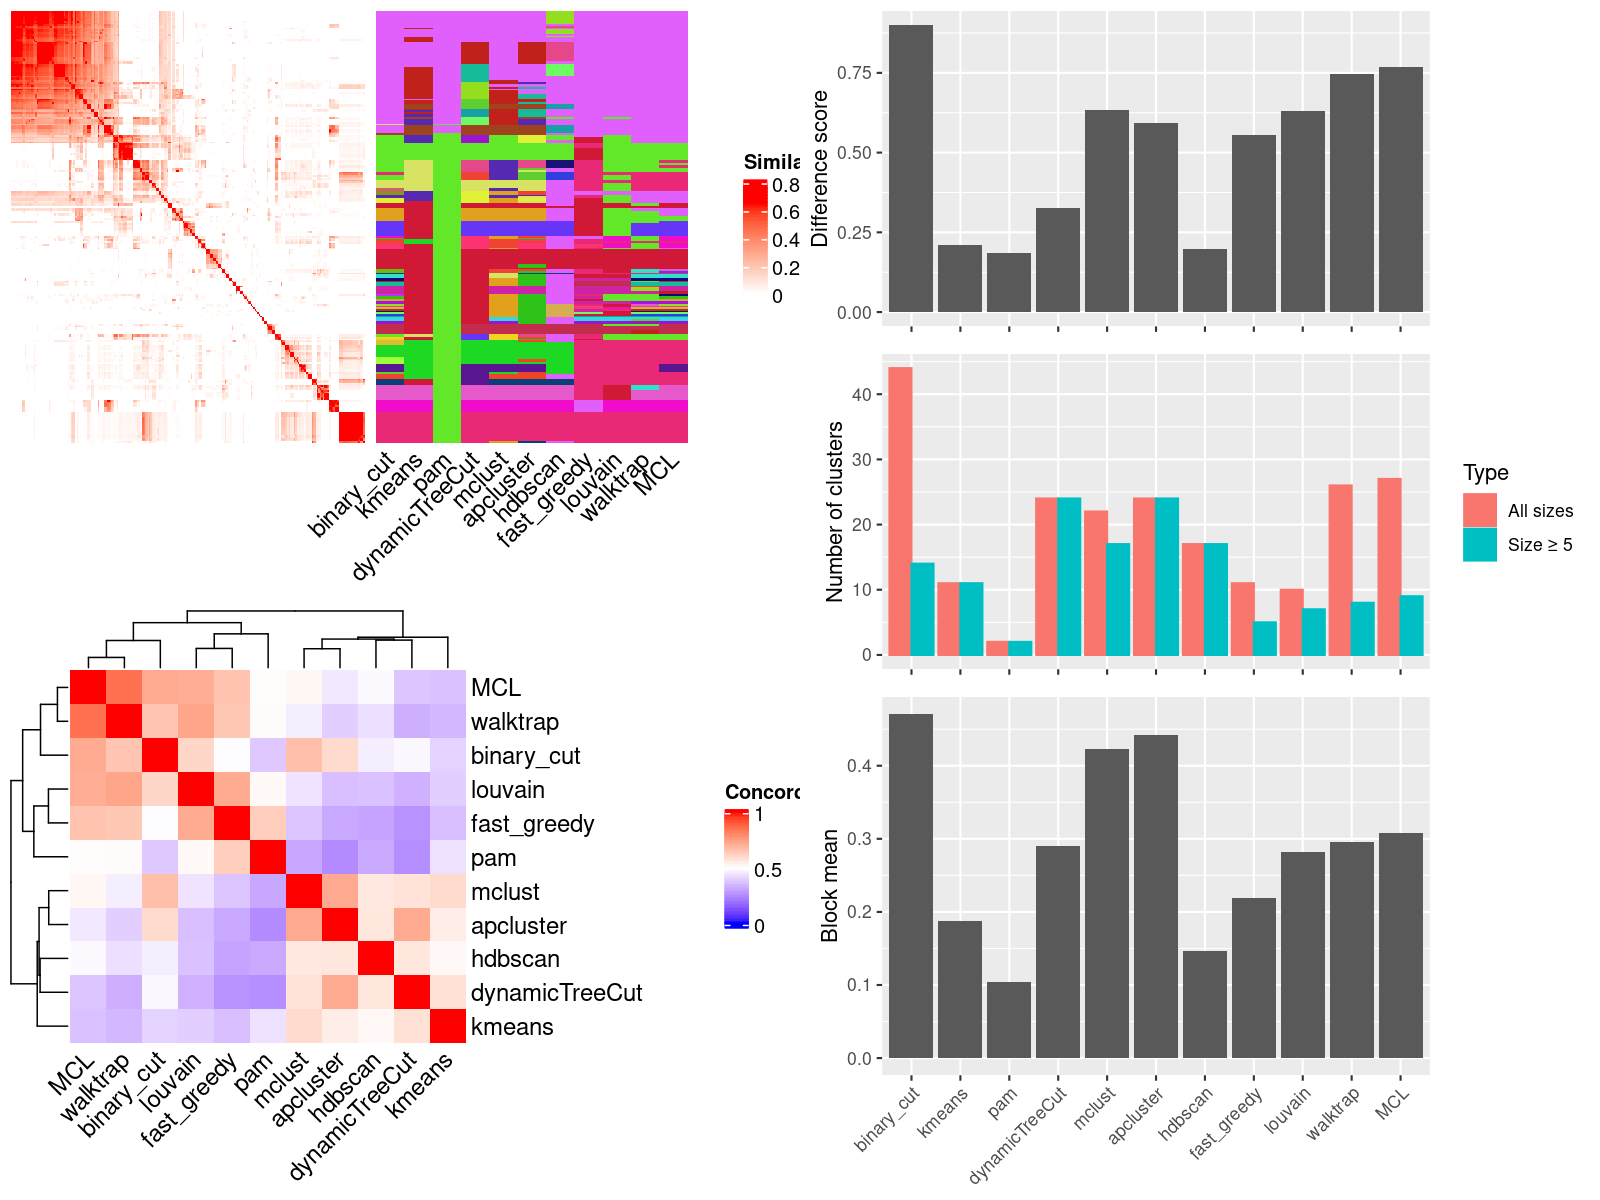 Simila
0.8
0.6
0.4
0.2
0
binary_cut
kmeans
pam
dynamicTreeCut
mclust
apcluster
hdbscan
fast_greedy
louvain
walktrap
MCL
Difference score
0.75
0.50
0.25
0.00
Number of clusters
40
30
20
10
0
Type
All sizes
Size ≥ 5
MCL
walktrap
binary_cut
louvain
fast_greedy
pam
mclust
apcluster
hdbscan
dynamicTreeCut
kmeans
MCL
walktrap
binary_cut
louvain
fast_greedy
pam
mclust
apcluster
hdbscan
dynamicTreeCut
kmeans
Concord
1
0.5
0
Block mean
0.4
0.3
0.2
0.1
0.0
binary_cut
kmeans
pam
dynamicTreeCut
mclust
apcluster
hdbscan
fast_greedy
louvain
walktrap
MCL